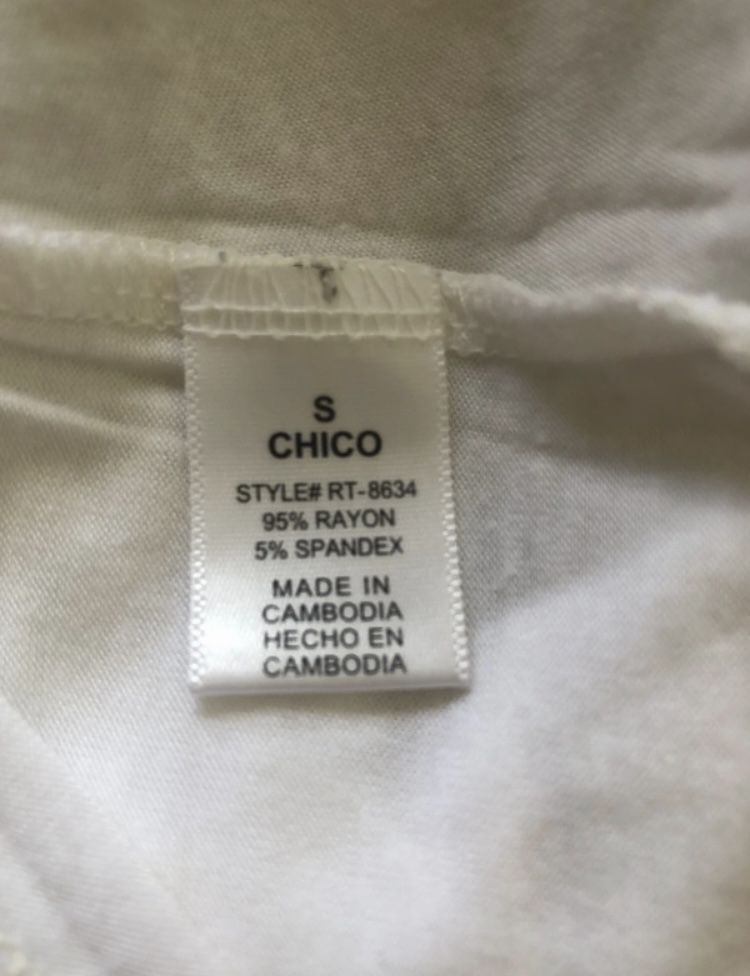 S
CHICO
STYLE# RT-8634
95% RAYON
5% SPANDEX
MADE IN
CAMBODIA
HECHO EN
CAMBODIA